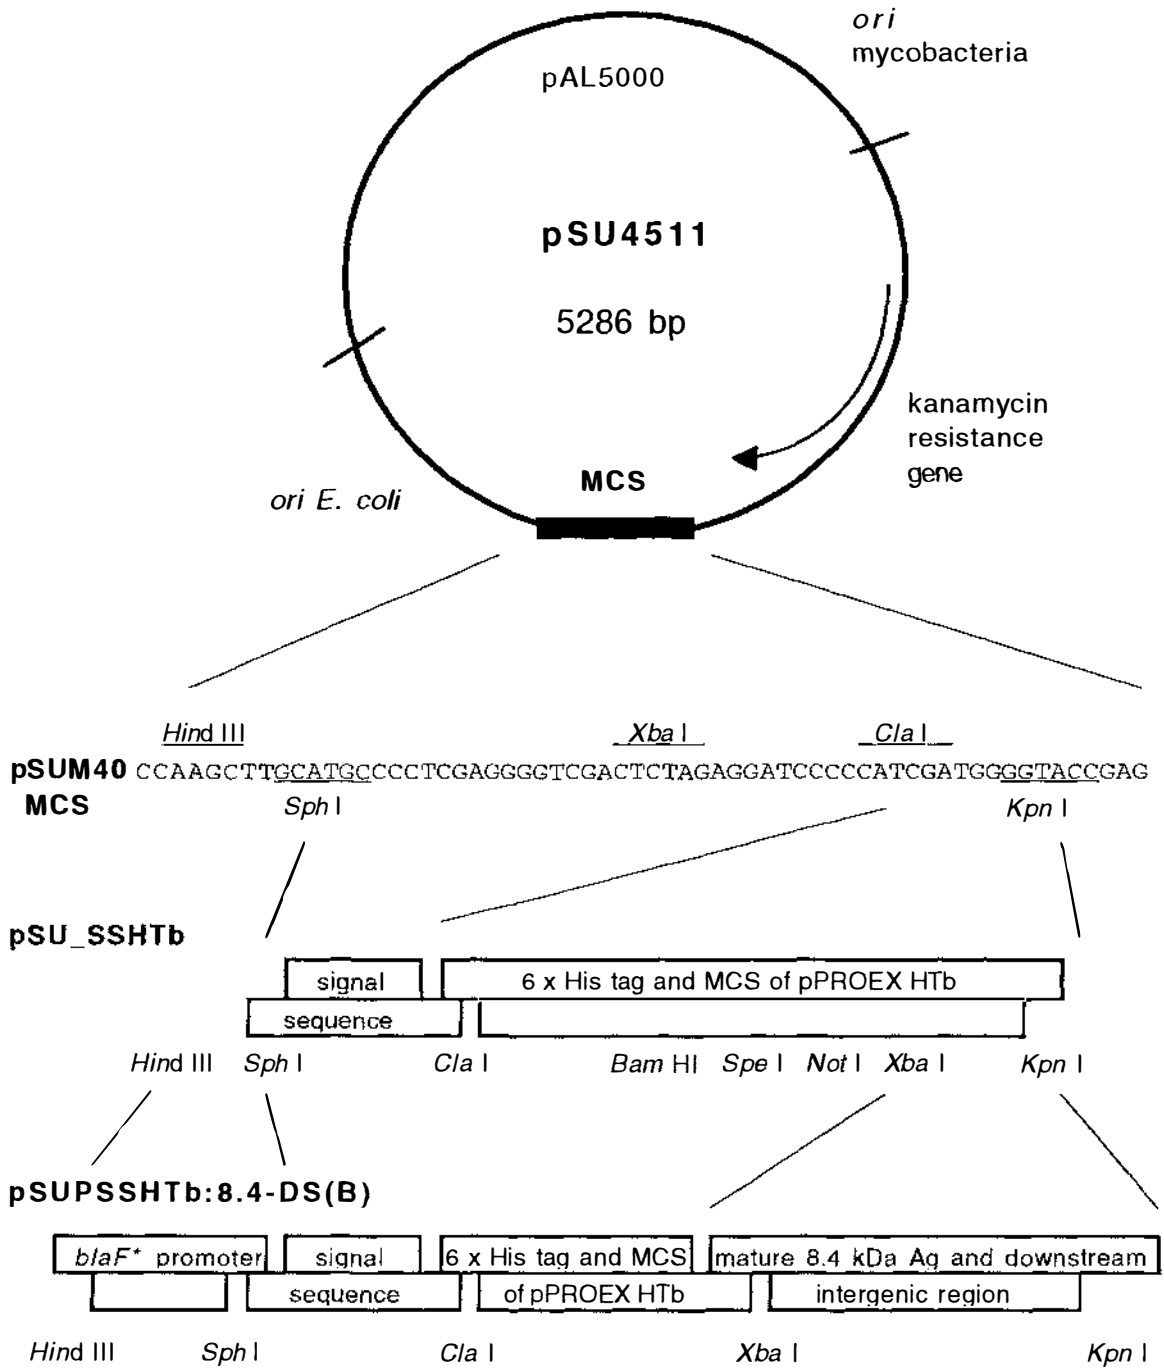 ori
mycobacteria
pAL5000
pSU4511
5286 bp
kanamycin
resistance
gene
MCS
ori E. coli
Hind III Xba I Cla I
pSUM40 CCAAGCTTGCATGCCCCTCGAGGGGTCGACTCTAGAGGATCCCCCATCGATGGGGTACCGAG
MCS Sph I Kpn I
pSU_SSHTb
signal 6 x His tag and MCS of pPROEX HTb
sequence
Hind III Sph I Cla I Bam HI Spe I Not I Xba I Kpn I
pSUPSSHTb:8.4-DS(B)
blaF* promoter signal 6 x His tag and MCS mature 8.4 kDa Ag and downstream
sequence of pPROEX HTb intergenic region
Hind III Sph I Cla I Xba I Kpn I